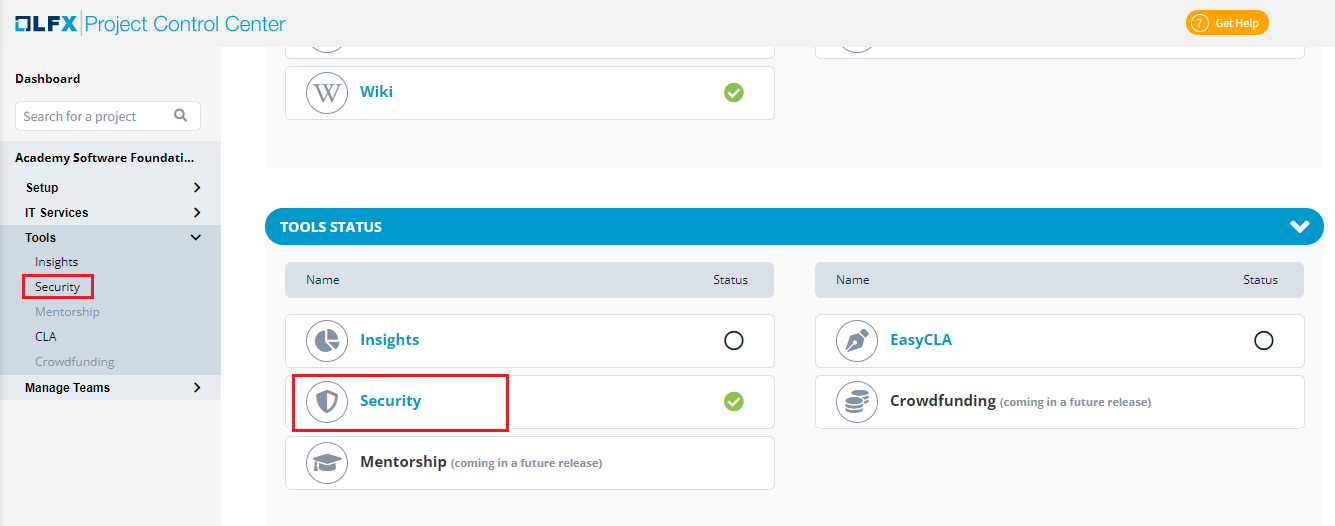 LFX Project Control Center
? Get Help
Dashboard
Search for a project
Academy Software Foundati...
Setup
IT Services
Tools
Insights
Security
Mentorship
CLA
Crowdfunding
Manage Teams
W Wiki
TOOLS STATUS
Name Status
Insights
Security
Mentorship (coming in a future release)
Name Status
EasyCLA
Crowdfunding (coming in a future release)